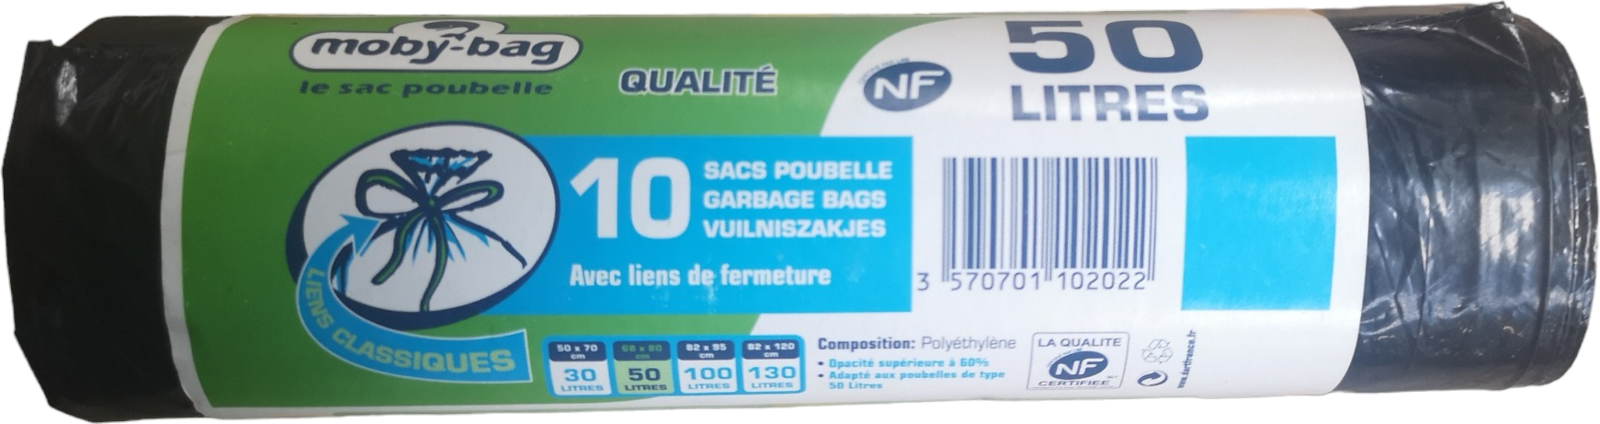 moby-bag
le sac poubelle
QUALITÉ
NF
50
LITRES
10
SACS POUBELLE
GARBAGE BAGS
VUILNISZAKJES
Avec liens de fermeture
LIENS CLASSIQUES
3 570701 102022
50 x 70
cm
30
LITRES
68 x 80
cm
50
LITRES
82 x 95
cm
100
LITRES
82 x 120
cm
130
LITRES
Composition: Polyéthylène
• Opacité supérieure à 60%
• Adapté aux poubelles de type
50 Litres
LA QUALITE
NF
CERTIFIEE
www.dartfrance.fr